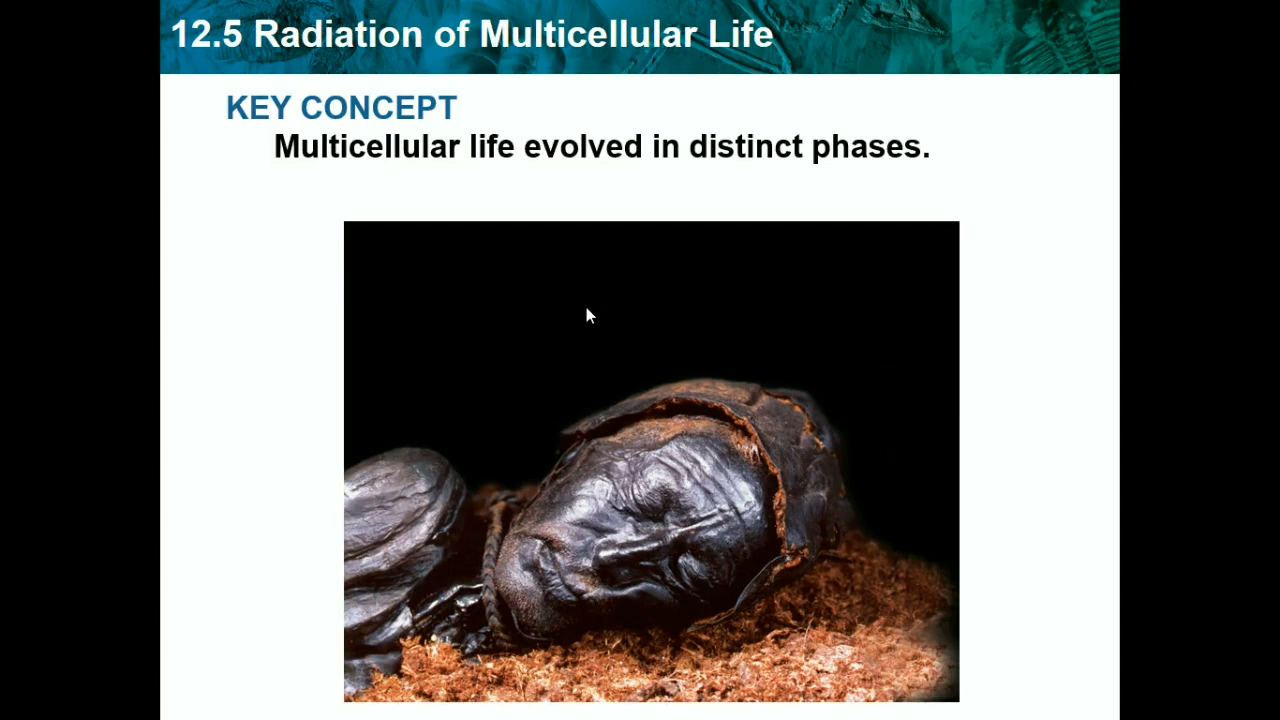 12.5 Radiation of Multicellular Life
KEY CONCEPT
Multicellular life evolved in distinct phases.